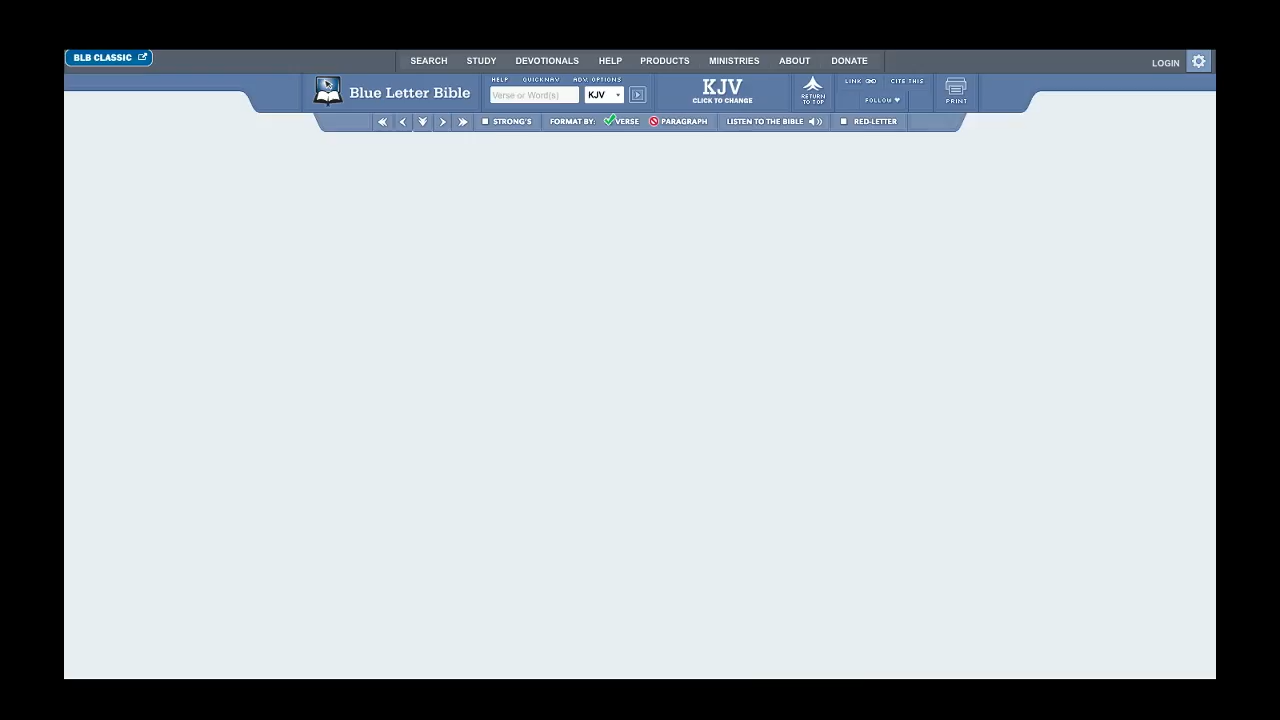 BLB CLASSIC
SEARCH STUDY DEVOTIONALS HELP PRODUCTS MINISTRIES ABOUT DONATE
LOGIN
Blue Letter Bible
HELP QUICKNAV ADV. OPTIONS
Verse or Word(s) KJV
KJV
CLICK TO CHANGE
RETURN
TO TOP
LINK CITE THIS
FOLLOW
PRINT
STRONG'S FORMAT BY: VERSE PARAGRAPH LISTEN TO THE BIBLE RED-LETTER